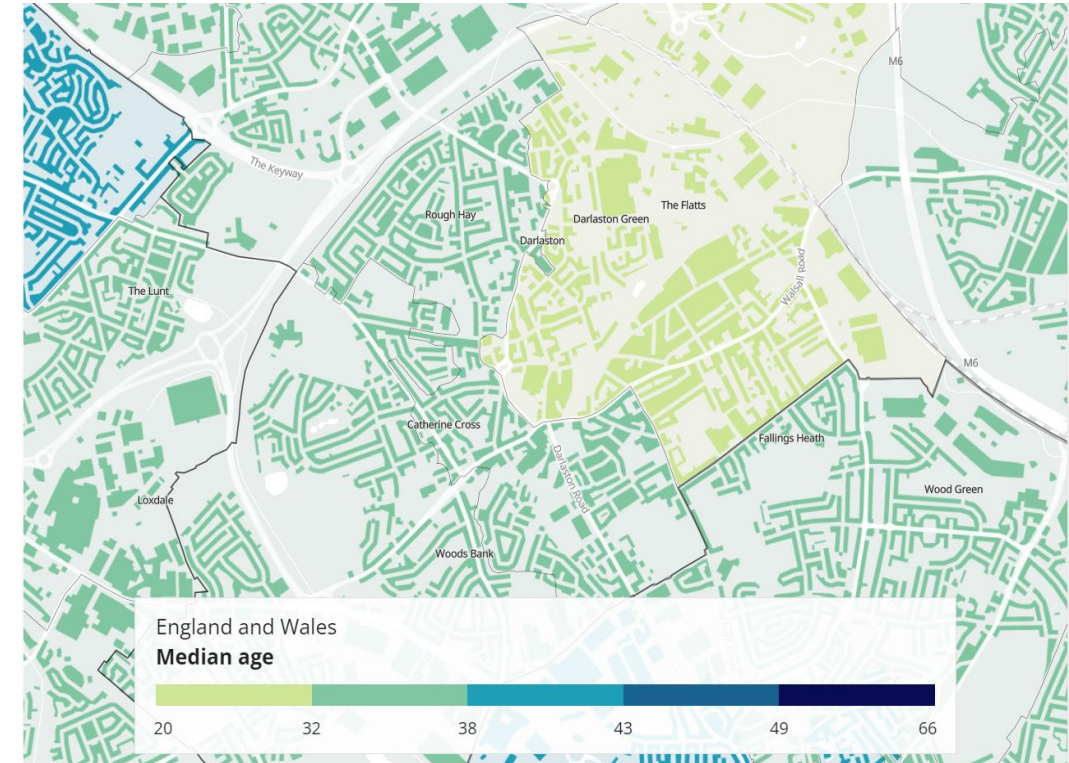 M6
The Keyway
Rough Hay
The Flatts
Darlaston Green
Darlaston
Walsall Road
The Lunt
M6
Catherine Cross
Fallings Heath
Darlaston Road
Wood Green
Loxdale
Woods Bank
England and Wales
Median age
20 32 38 43 49 66